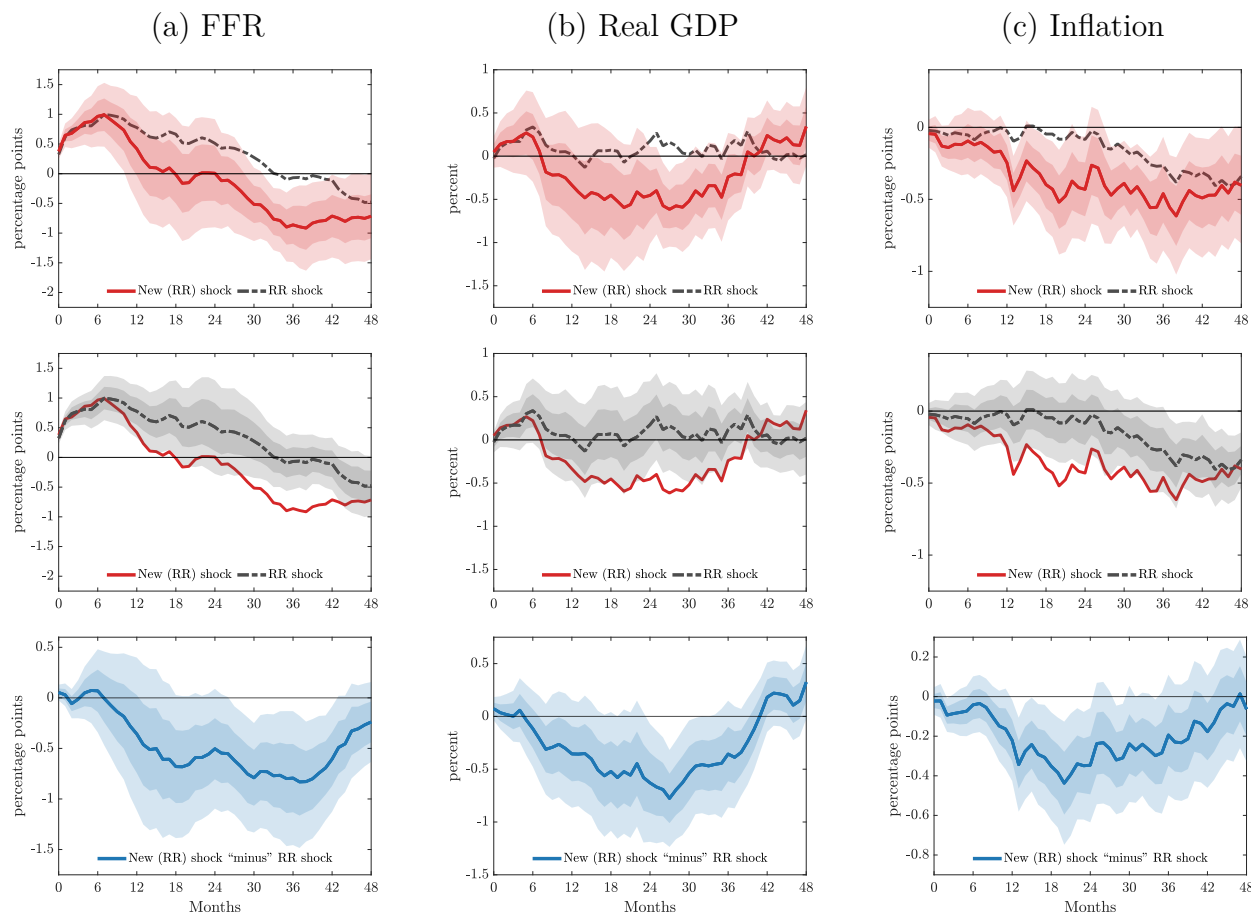 (a) FFR
(b) Real GDP
(c) Inflation
percentage points
1.5
1
0.5
0
-0.5
-1
-1.5
-2
New (RR) shock
RR shock
0 6 12 18 24 30 36 42 48
percent
1
0.5
0
-0.5
-1
-1.5
New (RR) shock
RR shock
0 6 12 18 24 30 36 42 48
percentage points
0
-0.5
-1
New (RR) shock
RR shock
0 6 12 18 24 30 36 42 48
percentage points
1.5
1
0.5
0
-0.5
-1
-1.5
-2
New (RR) shock
RR shock
0 6 12 18 24 30 36 42 48
percent
1
0.5
0
-0.5
-1
-1.5
New (RR) shock
RR shock
0 6 12 18 24 30 36 42 48
percentage points
0
-0.5
-1
New (RR) shock
RR shock
0 6 12 18 24 30 36 42 48
percentage points
0.5
0
-0.5
-1
-1.5
New (RR) shock “minus” RR shock
0 6 12 18 24 30 36 42 48
Months
percent
0.5
0
-0.5
-1
-1.5
New (RR) shock “minus” RR shock
0 6 12 18 24 30 36 42 48
Months
percentage points
0.2
0
-0.2
-0.4
-0.6
-0.8
New (RR) shock “minus” RR shock
0 6 12 18 24 30 36 42 48
Months